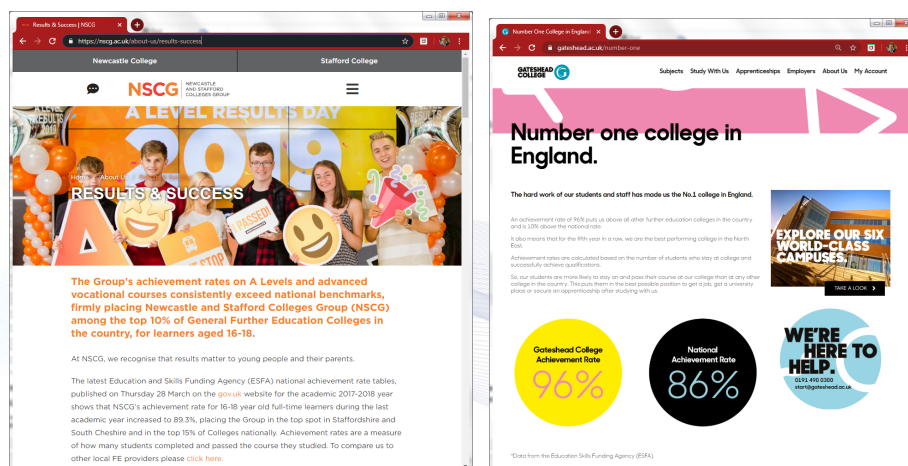 Results & Success | NSCG
https://nscg.ac.uk/about-us/results-success
Newcastle College
Stafford College
NSCG
NEWCASTLE
AND STAFFORD
COLLEGES GROUP
A LEVEL RESULTS DAY
2019
Home
About Us
RESULTS & SUCCESS
PASSED!
The Group's achievement rates on A Levels and advanced
vocational courses consistently exceed national benchmarks,
firmly placing Newcastle and Stafford Colleges Group (NSCG)
among the top 10% of General Further Education Colleges in
the country, for learners aged 16-18.
At NSCG, we recognise that results matter to young people and their parents.
The latest Education and Skills Funding Agency (ESFA) national achievement rate tables,
published on Thursday 28 March on the gov.uk website for the academic 2017-2018 year
shows that NSCG's achievement rate for 16-18 year old full-time learners during the last
academic year increased to 89.3%, placing the Group in the top spot in Staffordshire and
South Cheshire and in the top 15% of Colleges nationally. Achievement rates are a measure
of how many students completed and passed the course they studied. To compare us to
other local FE providers please click here.
Number One College in England
gateshead.ac.uk/number-one
GATESHEAD
COLLEGE
Subjects Study With Us Apprenticeships Employers About Us My Account
Number one college in
England.
The hard work of our students and staff has made us the No.1 college in England.
An achievement rate of 96% puts us above all other further education colleges in the country
and is 10% above the national rate.
It also means that for the fifth year in a row, we are the best performing college in the North
East.
Achievement rates are calculated based on the number of students who stay at college and
successfully achieve qualifications.
So, our students are more likely to stay on and pass their course at our college than at any other
college in the country. This puts them in the best possible position to get a job, get a university
place or secure an apprenticeship after studying with us.
EXPLORE OUR SIX
WORLD-CLASS
CAMPUSES.
TAKE A LOOK
Gateshead College
Achievement Rate
96%
National
Achievement Rate
86%
WE'RE
HERE TO
HELP.
0191 490 0300
start@gateshead.ac.uk
*Data from the Education Skills Funding Agency (ESFA)